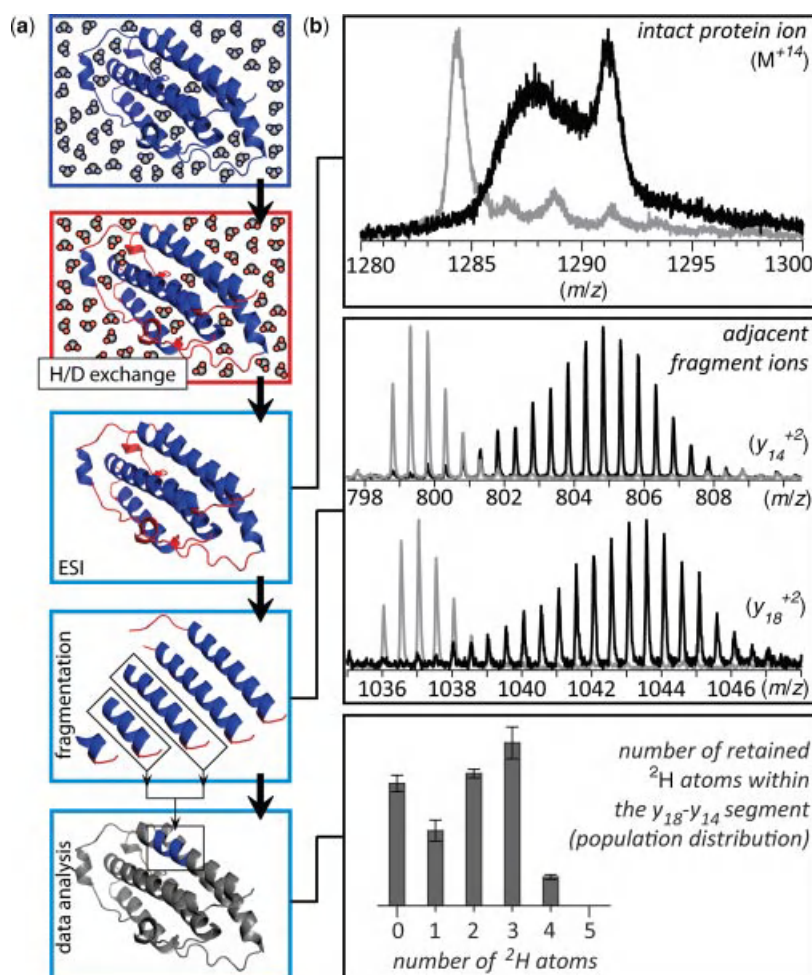 (a)
H/D exchange
ESI
fragmentation
data analysis
(b)
intact protein ion
(M+14)
1280 1285 1290 1295 1300
(m/z)
adjacent
fragment ions
(y14+2)
798 800 802 804 806 808 (m/z)
(y18+2)
1036 1038 1040 1042 1044 1046 (m/z)
number of retained
2H atoms within
the y18-y14 segment
(population distribution)
0 1 2 3 4 5
number of 2H atoms